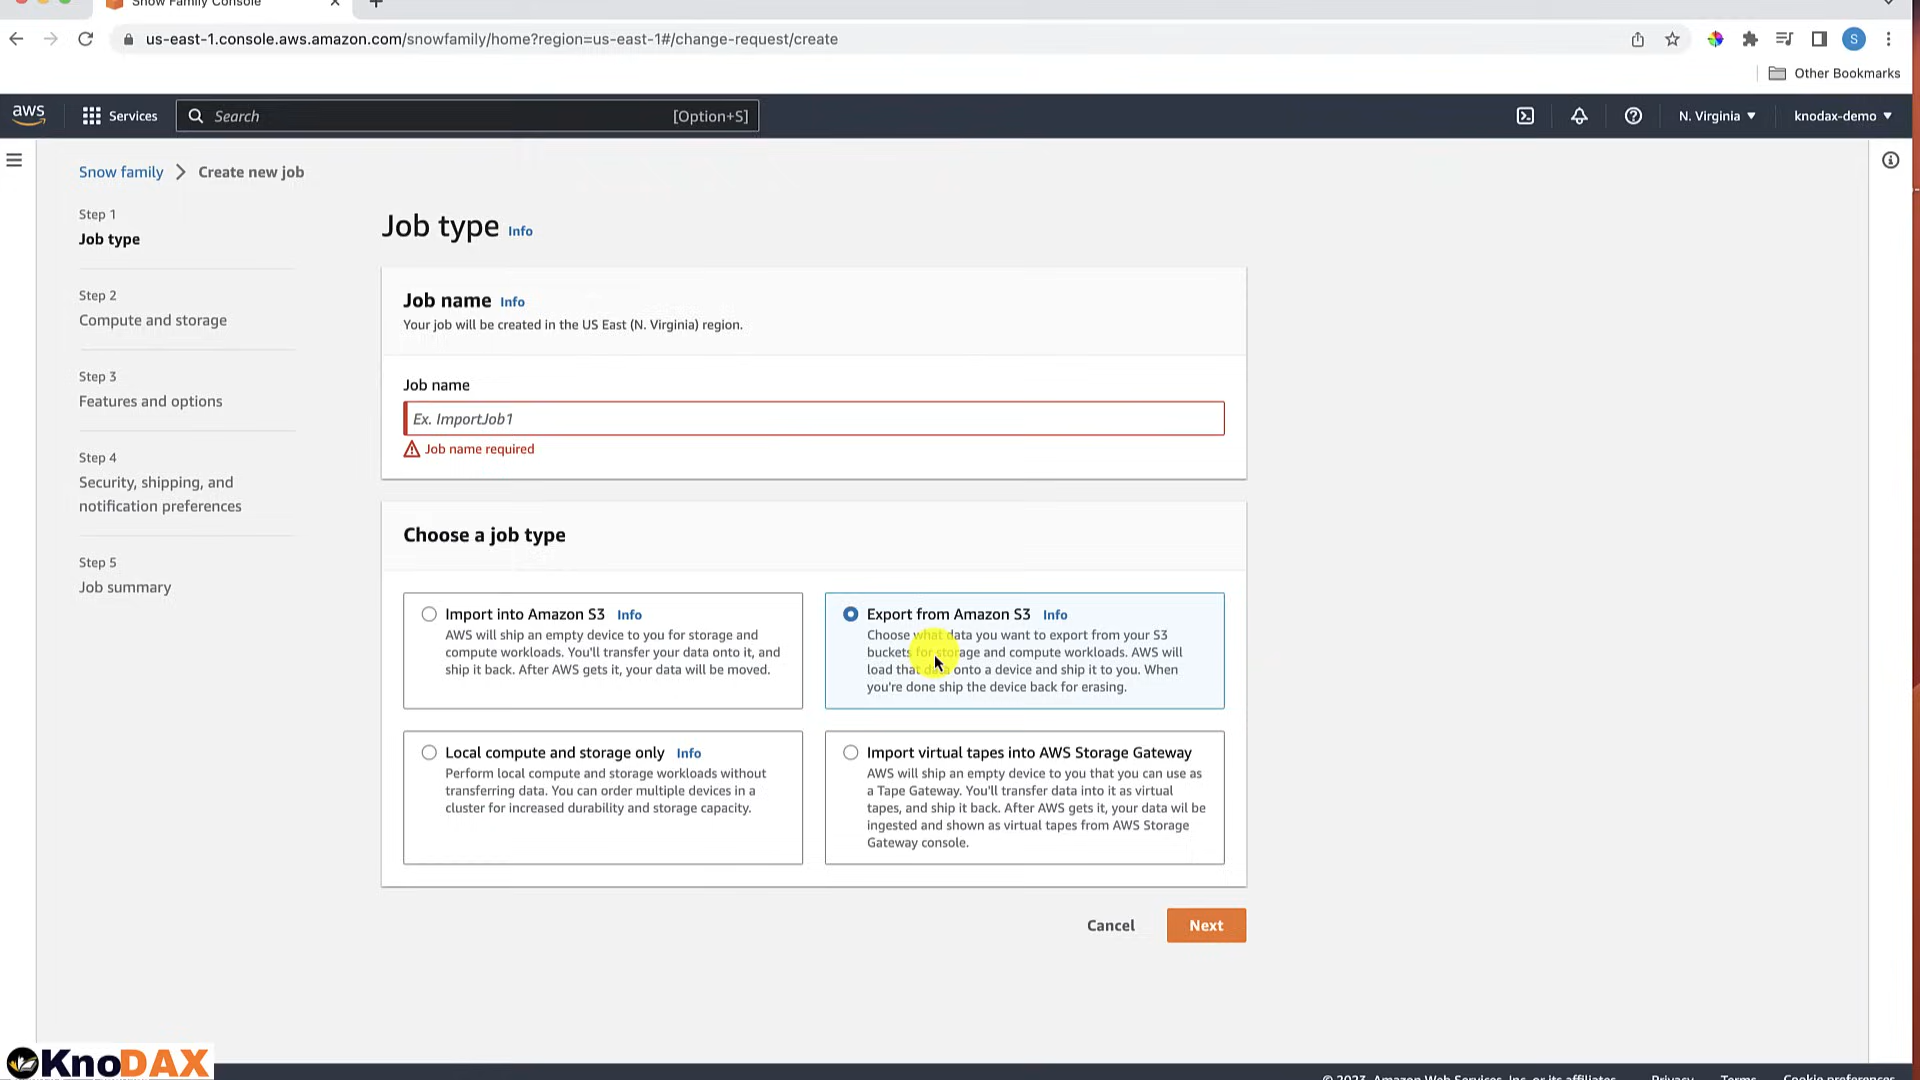 Snow Family Console
us-east-1.console.aws.amazon.com/snowfamily/home?region=us-east-1#/change-request/create
S
Other Bookmarks
aws
Services
Search
[Option+S]
N. Virginia
knodax-demo
Snow family
Create new job
Step 1
Job type
Step 2
Compute and storage
Step 3
Features and options
Step 4
Security, shipping, and
notification preferences
Step 5
Job summary
Job type Info
Job name Info
Your job will be created in the US East (N. Virginia) region.
Job name
Ex. ImportJob1
Job name required
Choose a job type
Import into Amazon S3 Info
AWS will ship an empty device to you for storage and
compute workloads. You'll transfer your data onto it, and
ship it back. After AWS gets it, your data will be moved.
Export from Amazon S3 Info
Choose what data you want to export from your S3
buckets for storage and compute workloads. AWS will
load that data onto a device and ship it to you. When
you're done ship the device back for erasing.
Local compute and storage only Info
Perform local compute and storage workloads without
transferring data. You can order multiple devices in a
cluster for increased durability and storage capacity.
Import virtual tapes into AWS Storage Gateway
AWS will ship an empty device to you that you can use as
a Tape Gateway. You'll transfer data into it as virtual
tapes, and ship it back. After AWS gets it, your data will be
ingested and shown as virtual tapes from AWS Storage
Gateway console.
Cancel
Next
KnoDAX
© 2023, Amazon Web Services, Inc. or its affiliates.
Privacy
Terms
Cookie preferences